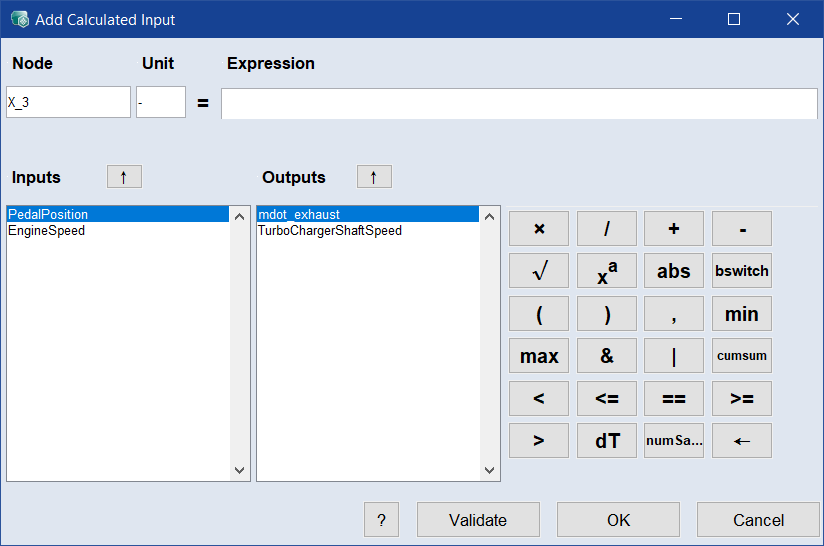 Add Calculated Input
Node Unit Expression
X_3 - =
Inputs ↑ Outputs ↑
PedalPosition mdot_exhaust
EngineSpeed TurboChargerShaftSpeed
× / + -
√ xᵃ abs bswitch
( ) , min
max & | cumsum
< <= == >=
> dT numSa... ←
? Validate OK Cancel